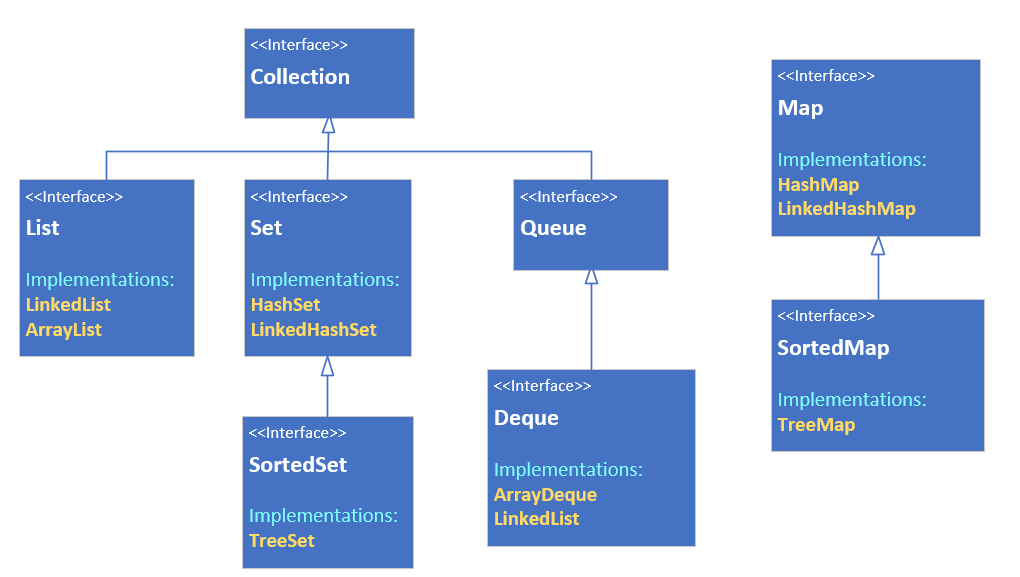 <<Interface>>
Collection
<<Interface>>
List
Implementations:
LinkedList
ArrayList
<<Interface>>
Set
Implementations:
HashSet
LinkedHashSet
<<Interface>>
Queue
<<Interface>>
SortedSet
Implementations:
TreeSet
<<Interface>>
Deque
Implementations:
ArrayDeque
LinkedList
<<Interface>>
Map
Implementations:
HashMap
LinkedHashMap
<<Interface>>
SortedMap
Implementations:
TreeMap